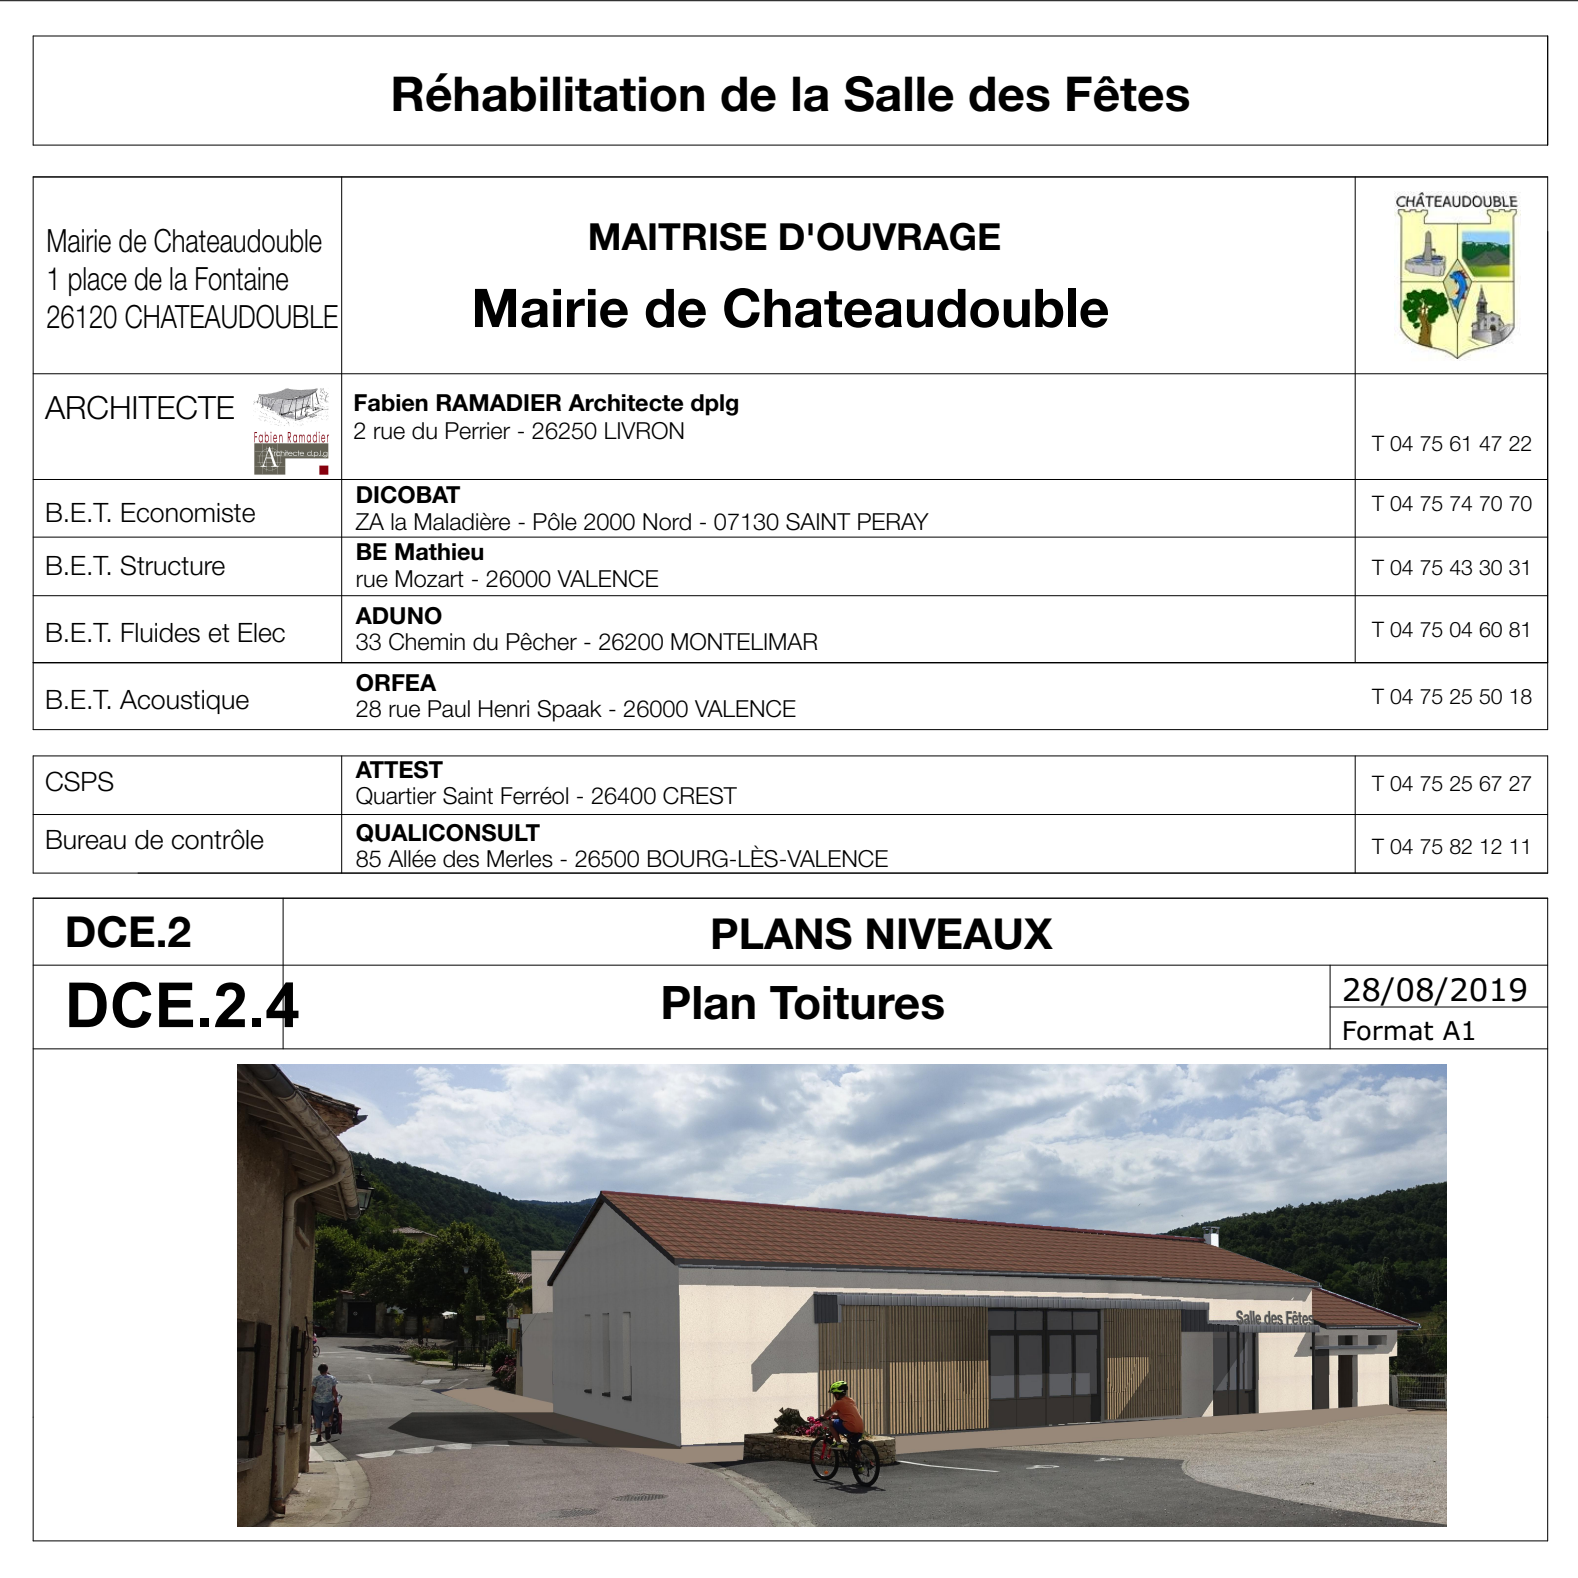 Réhabilitation de la Salle des Fêtes
Mairie de Chateaudouble
1 place de la Fontaine
26120 CHATEAUDOUBLE
MAITRISE D'OUVRAGE
Mairie de Chateaudouble
CHÂTEAUDOUBLE
ARCHITECTE
Fabien Ramadier
Architecte d.p.l.g
Fabien RAMADIER Architecte dplg
2 rue du Perrier - 26250 LIVRON
T 04 75 61 47 22
B.E.T. Economiste
DICOBAT
ZA la Maladière - Pôle 2000 Nord - 07130 SAINT PERAY
T 04 75 74 70 70
B.E.T. Structure
BE Mathieu
rue Mozart - 26000 VALENCE
T 04 75 43 30 31
B.E.T. Fluides et Elec
ADUNO
33 Chemin du Pêcher - 26200 MONTELIMAR
T 04 75 04 60 81
B.E.T. Acoustique
ORFEA
28 rue Paul Henri Spaak - 26000 VALENCE
T 04 75 25 50 18
CSPS
ATTEST
Quartier Saint Ferréol - 26400 CREST
T 04 75 25 67 27
Bureau de contrôle
QUALICONSULT
85 Allée des Merles - 26500 BOURG-LÈS-VALENCE
T 04 75 82 12 11
DCE.2
PLANS NIVEAUX
DCE.2.4
Plan Toitures
28/08/2019
Format A1
Salle des Fêtes